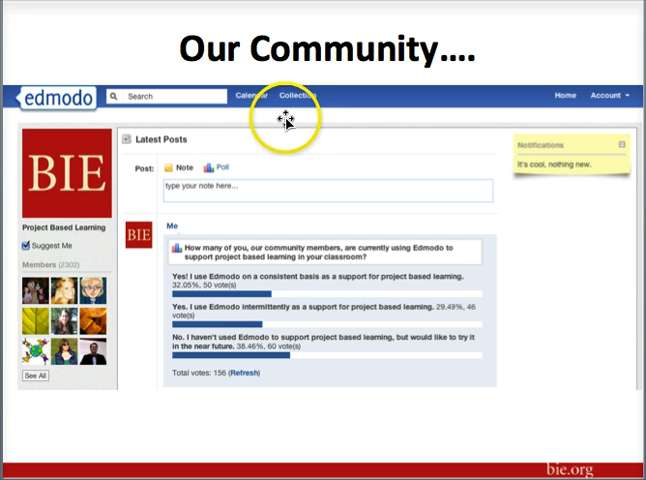 Our Community....
edmodo
Search
Calendar
Collection
Home
Account
BIE
Latest Posts
Notifications
It's cool, nothing new.
Post:
Note
Poll
type your note here...
Project Based Learning
Suggest Me
Members (2302)
BIE
Me
How many of you, our community members, are currently using Edmodo to
support project based learning in your classroom?
Yes! I use Edmodo on a consistent basis as a support for project based learning.
32.05%, 50 vote(s)
Yes. I use Edmodo intermittently as a support for project based learning. 29.49%, 46
vote(s)
No. I haven't used Edmodo to support project based learning, but would like to try it
in the near future. 38.46%, 60 vote(s)
Total votes: 156 (Refresh)
See All
bie.org